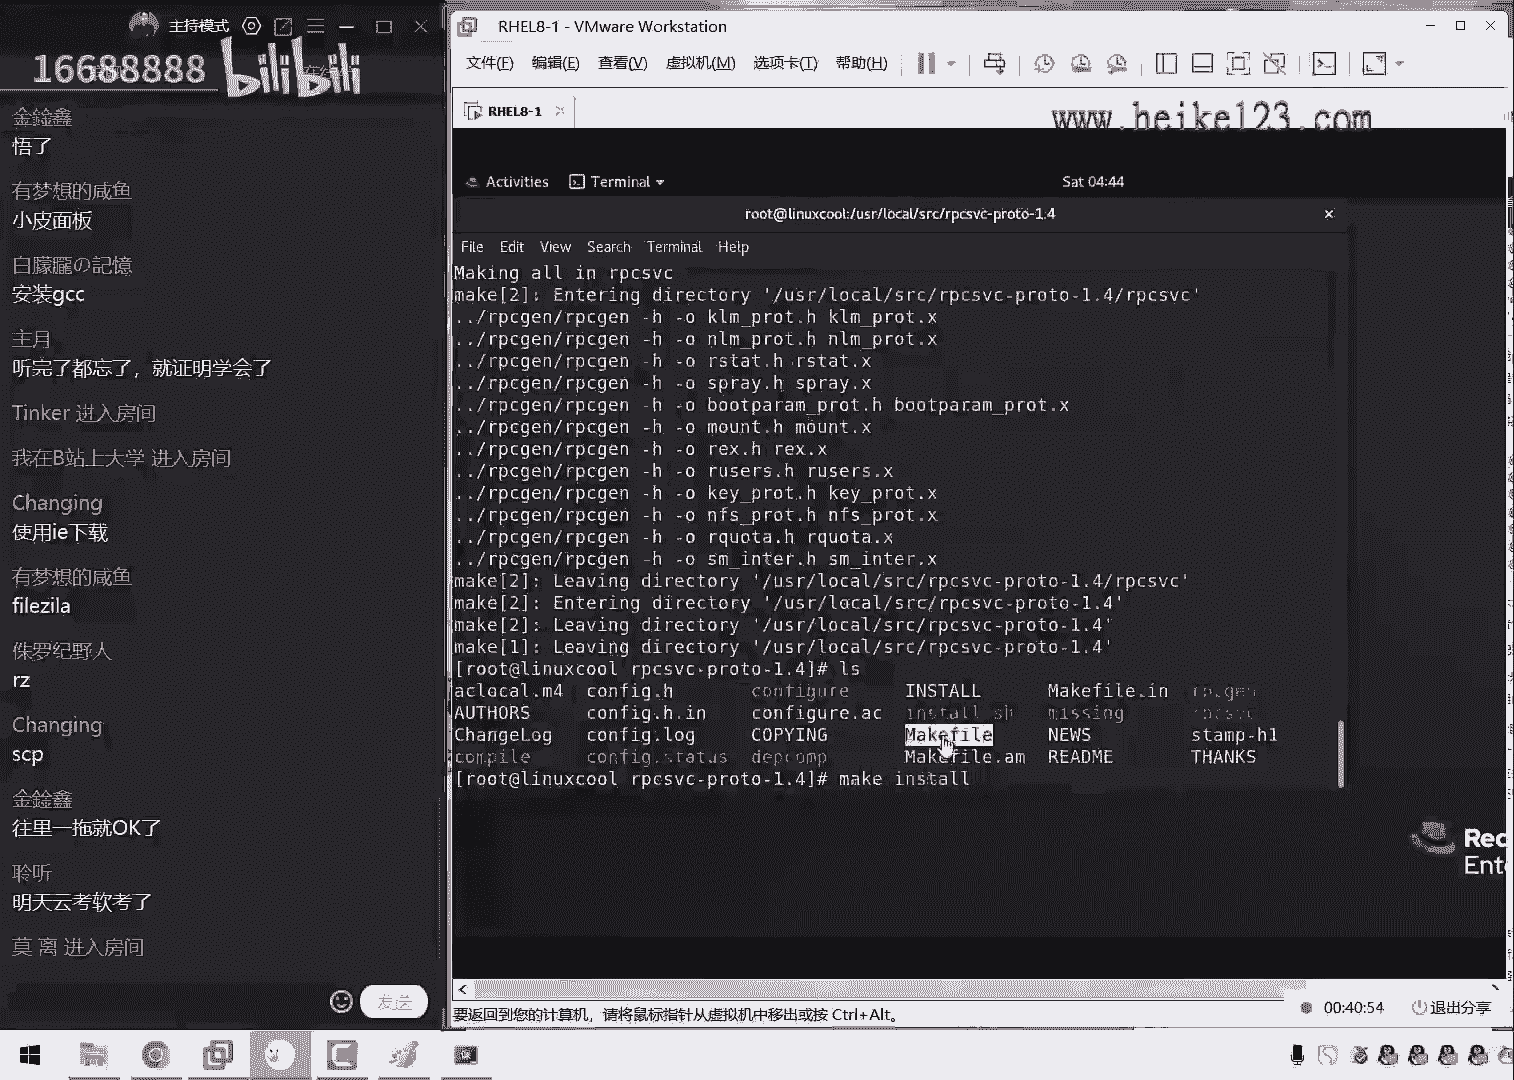 主持模式
16688888
bilibili
金鍂鑫
悟了
有梦想的咸鱼
小皮面板
白朦朧の記憶
安装gcc
主月
听完了都忘了，就证明学会了
Tinker 进入房间
我在B站上大学 进入房间
Changing
使用ie下载
有梦想的咸鱼
filezila
侏罗纪野人
rz
Changing
scp
金鍂鑫
往里一拖就OK了
聆听
明天云考软考了
莫 离 进入房间
发送
RHEL8-1 - VMware Workstation
文件(F) 编辑(E) 查看(V) 虚拟机(M) 选项卡(T) 帮助(H)
RHEL8-1
www.heike123.com
Activities Terminal Sat 04:44
root@linuxcool:/usr/local/src/rpcsvc-proto-1.4
File Edit View Search Terminal Help
Making all in rpcsvc
make[2]: Entering directory '/usr/local/src/rpcsvc-proto-1.4/rpcsvc'
../rpcgen/rpcgen -h -o klm_prot.h klm_prot.x
../rpcgen/rpcgen -h -o nlm_prot.h nlm_prot.x
../rpcgen/rpcgen -h -o rstat.h rstat.x
../rpcgen/rpcgen -h -o spray.h spray.x
../rpcgen/rpcgen -h -o bootparam_prot.h bootparam_prot.x
../rpcgen/rpcgen -h -o mount.h mount.x
../rpcgen/rpcgen -h -o rex.h rex.x
../rpcgen/rpcgen -h -o rusers.h rusers.x
../rpcgen/rpcgen -h -o key_prot.h key_prot.x
../rpcgen/rpcgen -h -o nfs_prot.h nfs_prot.x
../rpcgen/rpcgen -h -o rquota.h rquota.x
../rpcgen/rpcgen -h -o sm_inter.h sm_inter.x
make[2]: Leaving directory '/usr/local/src/rpcsvc-proto-1.4/rpcsvc'
make[2]: Entering directory '/usr/local/src/rpcsvc-proto-1.4'
make[2]: Leaving directory '/usr/local/src/rpcsvc-proto-1.4'
make[1]: Leaving directory '/usr/local/src/rpcsvc-proto-1.4'
[root@linuxcool rpcsvc-proto-1.4]# ls
aclocal.m4 config.h configure INSTALL Makefile.in rpcgen
AUTHORS config.h.in configure.ac install-sh missing rpcsvc
ChangeLog config.log COPYING Makefile NEWS stamp-h1
compile config.status depcomp Makefile.am README THANKS
[root@linuxcool rpcsvc-proto-1.4]# make install
Rec
Ente
要返回到您的计算机，请将鼠标指针从虚拟机中移出或按 Ctrl+Alt。
00:40:54 退出分享